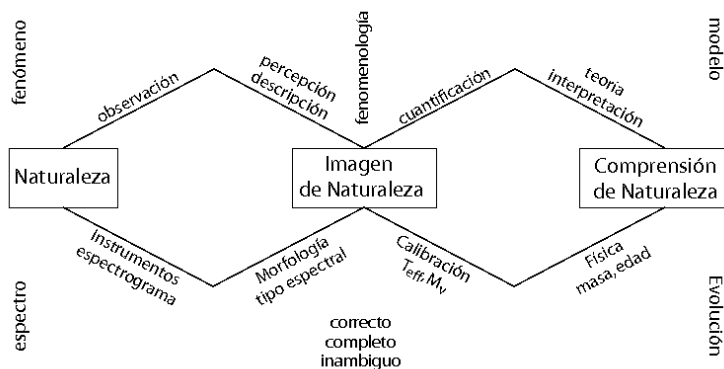 fenómeno
observación
percepción
descripción
fenomenología
cuantificación
teoría
interpretación
modelo
Naturaleza
Imagen
de Naturaleza
Comprensión
de Naturaleza
instrumentos
espectrograma
Morfología
tipo espectral
Calibración
Teff, Mv
Física
masa, edad
espectro
correcto
completo
inambiguo
Evolución